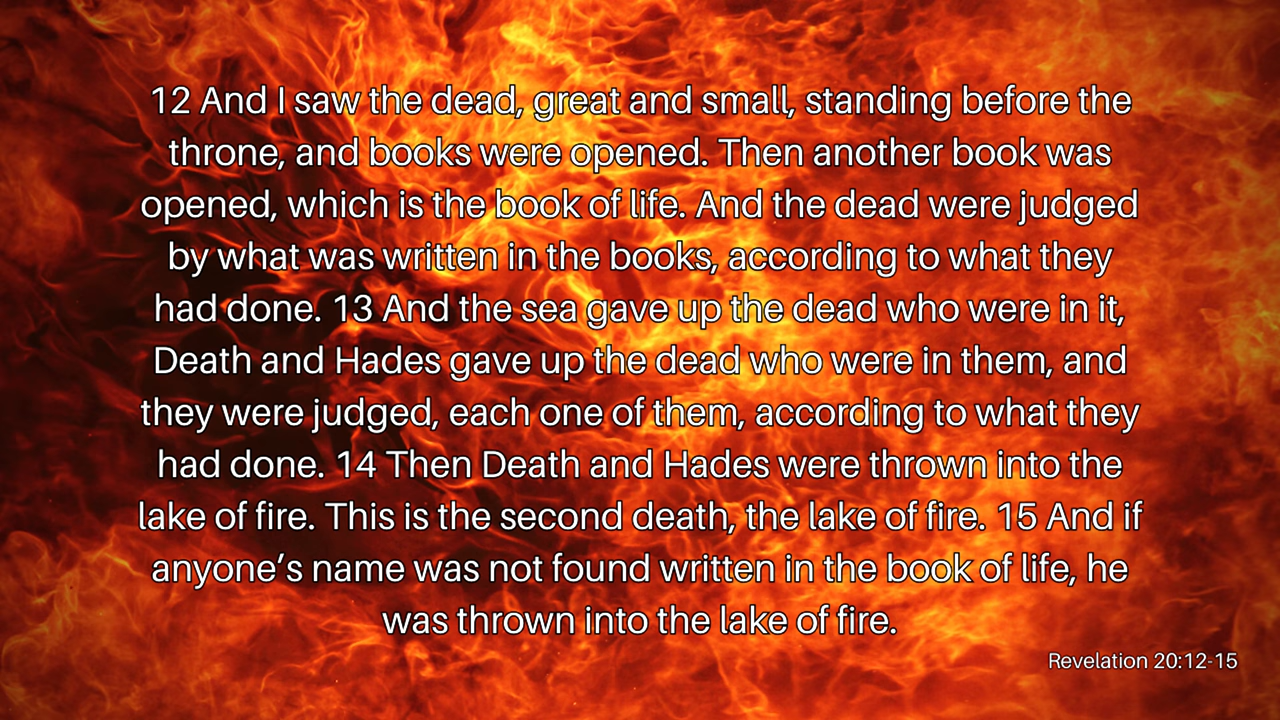 12 And I saw the dead, great and small, standing before the
throne, and books were opened. Then another book was
opened, which is the book of life. And the dead were judged
by what was written in the books, according to what they
had done. 13 And the sea gave up the dead who were in it,
Death and Hades gave up the dead who were in them, and
they were judged, each one of them, according to what they
had done. 14 Then Death and Hades were thrown into the
lake of fire. This is the second death, the lake of fire. 15 And if
anyone’s name was not found written in the book of life, he
was thrown into the lake of fire.
Revelation 20:12-15